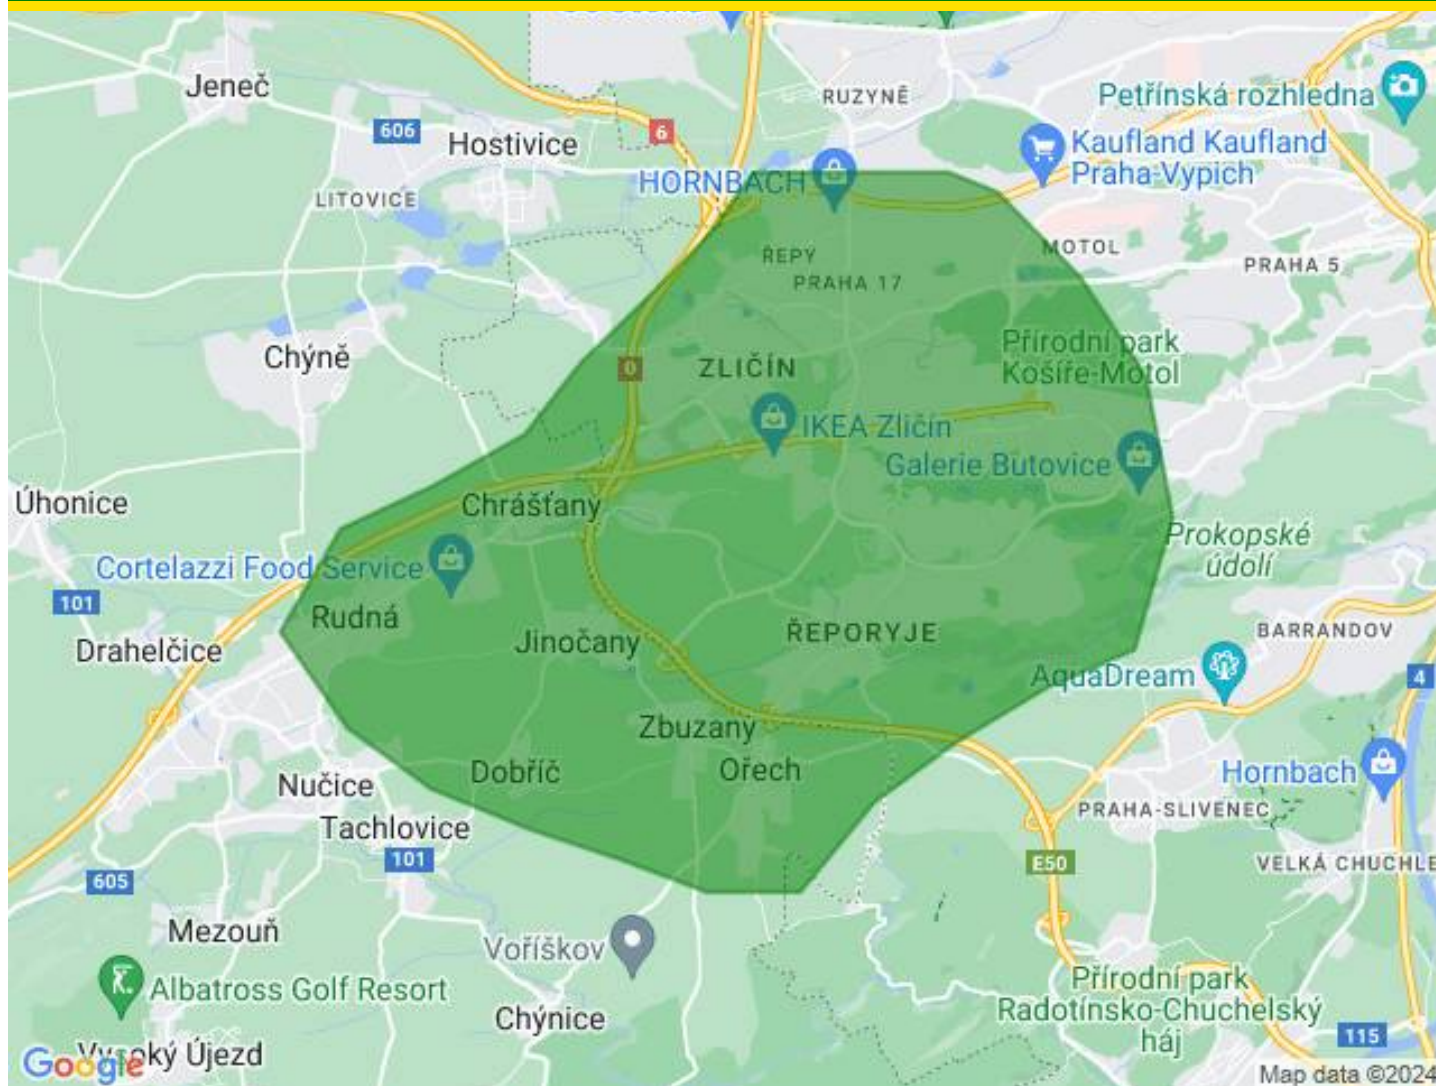 Jeneč
RUZYNĚ
Petřínská rozhledna
606
6
Hostivice
Kaufland Kaufland
Praha-Vypich
HORNBACH
LITOVICE
ŘEPY
MOTOL
PRAHA 5
PRAHA 17
Chýně
0
ZLIČÍN
Přírodní park
Košíře-Motol
IKEA Zličín
Galerie Butovice
Úhonice
Chrášťany
Prokopské
údolí
Cortelazzi Food Service
101
Rudná
Drahelčice
Jinočany
ŘEPORYJE
BARRANDOV
AquaDream
4
Zbuzany
Nučice
Dobříč
Ořech
Hornbach
Tachlovice
PRAHA-SLIVENEC
101
E50
VELKÁ CHUCHLE
605
Mezouň
Voříškov
Albatross Golf Resort
Přírodní park
Radotínsko-Chuchelský
háj
Chýnice
115
Google
Vysoký Újezd
Map data ©2024